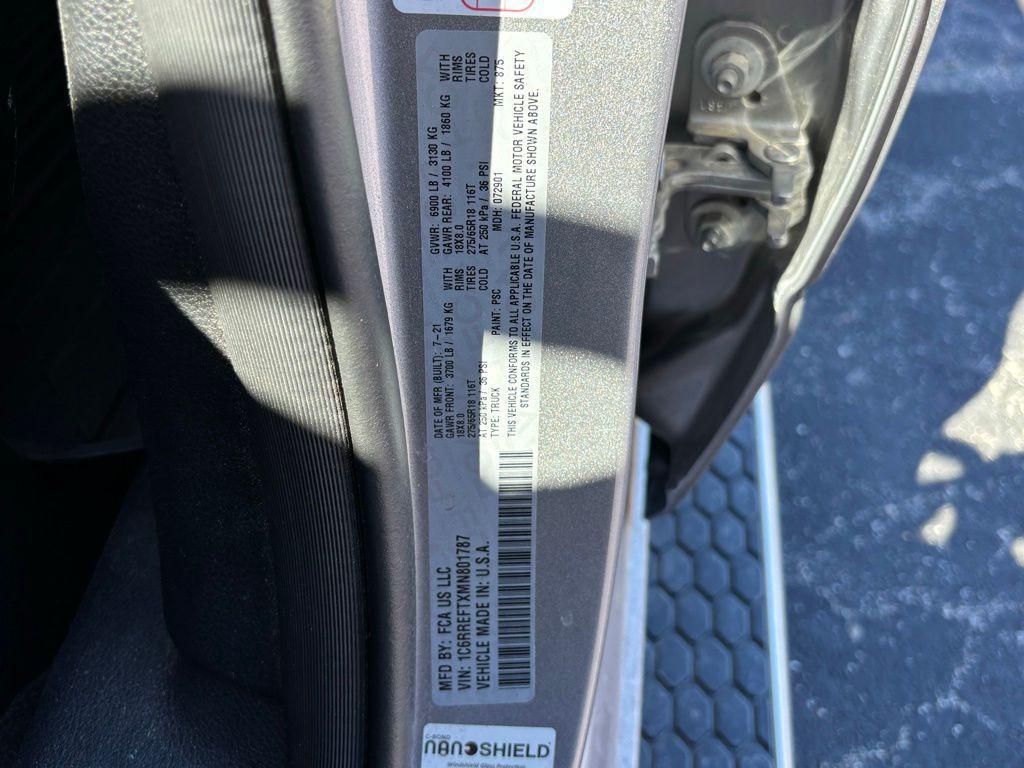 MFD BY: FCA US LLC
VIN: 1C6RREFTXMN801787
VEHICLE MADE IN: U.S.A.
DATE OF MFR (BUILT): 7-21 GVWR: 6900 LB / 3130 KG
GAWR FRONT: 3700 LB / 1679 KG WITH GAWR REAR: 4100 LB / 1860 KG WITH
18X8.0 RIMS 18X8.0 RIMS
275/65R18 116T TIRES 275/65R18 116T TIRES
AT 250 kPa / 36 PSI COLD AT 250 kPa / 36 PSI COLD
TYPE: TRUCK PAINT: PSC MDH: 072901 MKT: 875
THIS VEHICLE CONFORMS TO ALL APPLICABLE U.S.A. FEDERAL MOTOR VEHICLE SAFETY
STANDARDS IN EFFECT ON THE DATE OF MANUFACTURE SHOWN ABOVE.
C-BOND
NANOSHIELD
Windshield Glass Protection